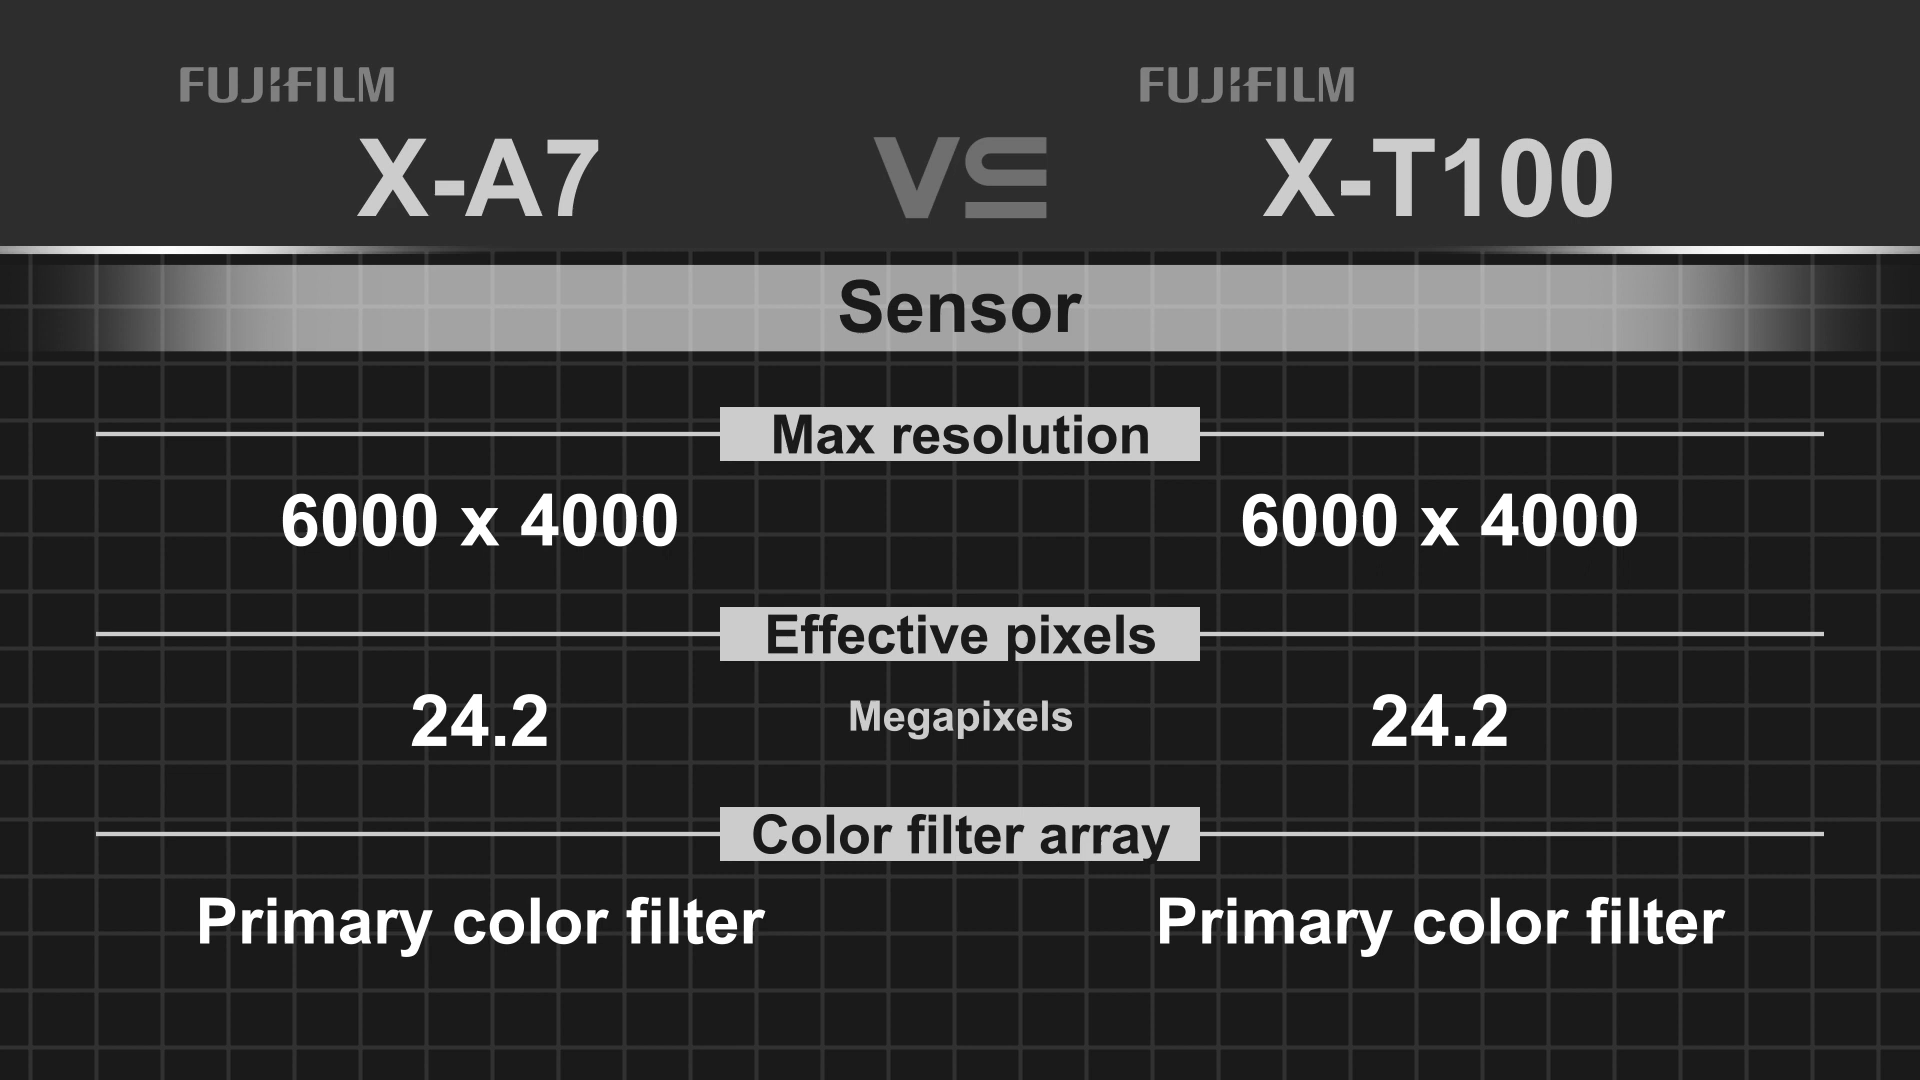 FUJIFILM FUJIFILM
X-A7 VS X-T100
Sensor
Max resolution
6000 x 4000 6000 x 4000
Effective pixels
24.2 Megapixels 24.2
Color filter array
Primary color filter Primary color filter